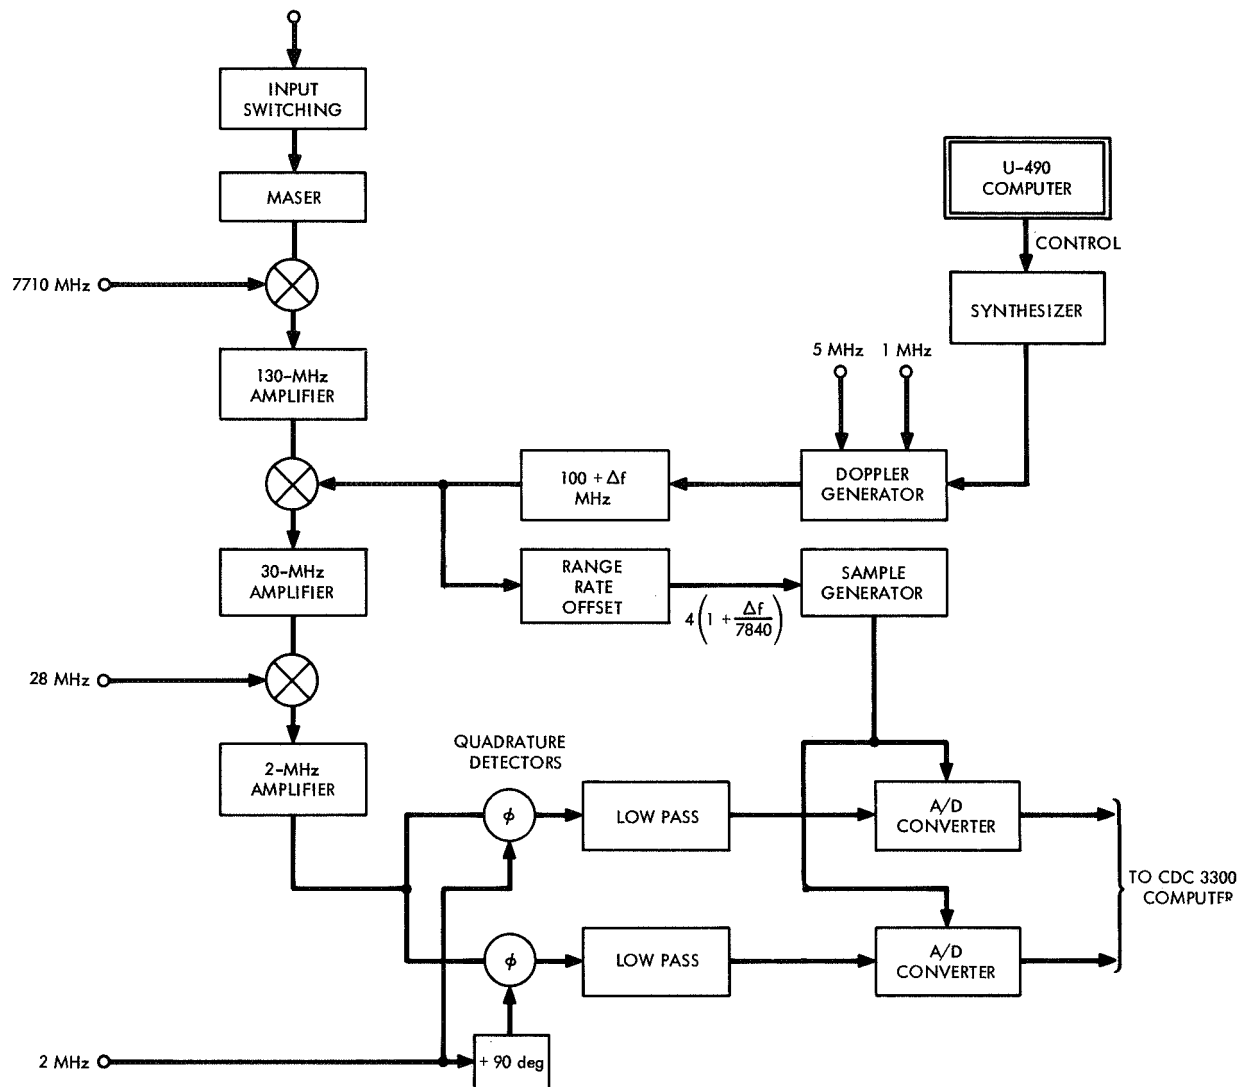 INPUT
SWITCHING
MASER
7710 MHz
130-MHz
AMPLIFIER
30-MHz
AMPLIFIER
28 MHz
2-MHz
AMPLIFIER
U-490
COMPUTER
CONTROL
SYNTHESIZER
5 MHz
1 MHz
DOPPLER
GENERATOR
100 + Δf
MHz
RANGE
RATE
OFFSET
4(1 + Δf/7840)
SAMPLE
GENERATOR
QUADRATURE
DETECTORS
ϕ
LOW PASS
A/D
CONVERTER
ϕ
LOW PASS
A/D
CONVERTER
TO CDC 3300
COMPUTER
2 MHz
+ 90 deg